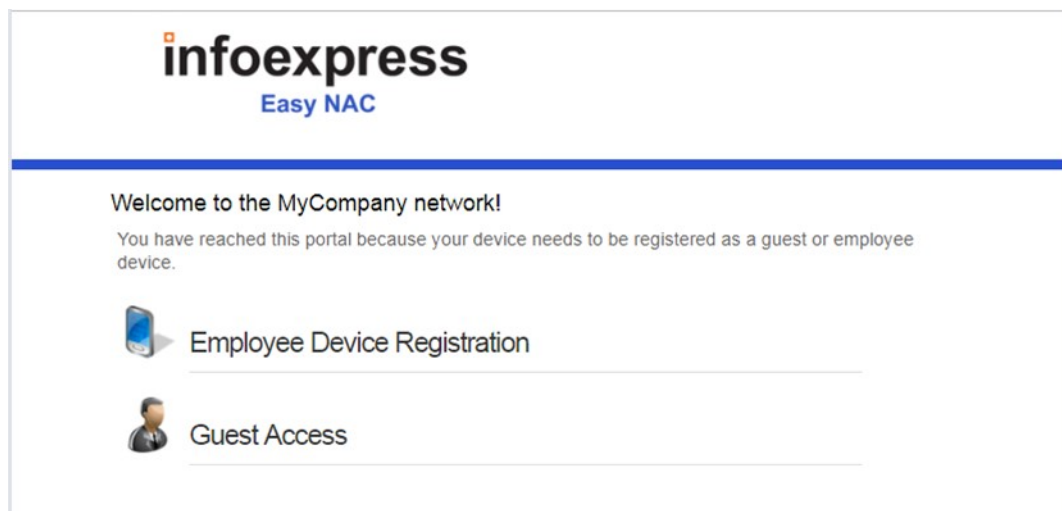 infoexpress
Easy NAC
Welcome to the MyCompany network!
You have reached this portal because your device needs to be registered as a guest or employee
device.
Employee Device Registration
Guest Access